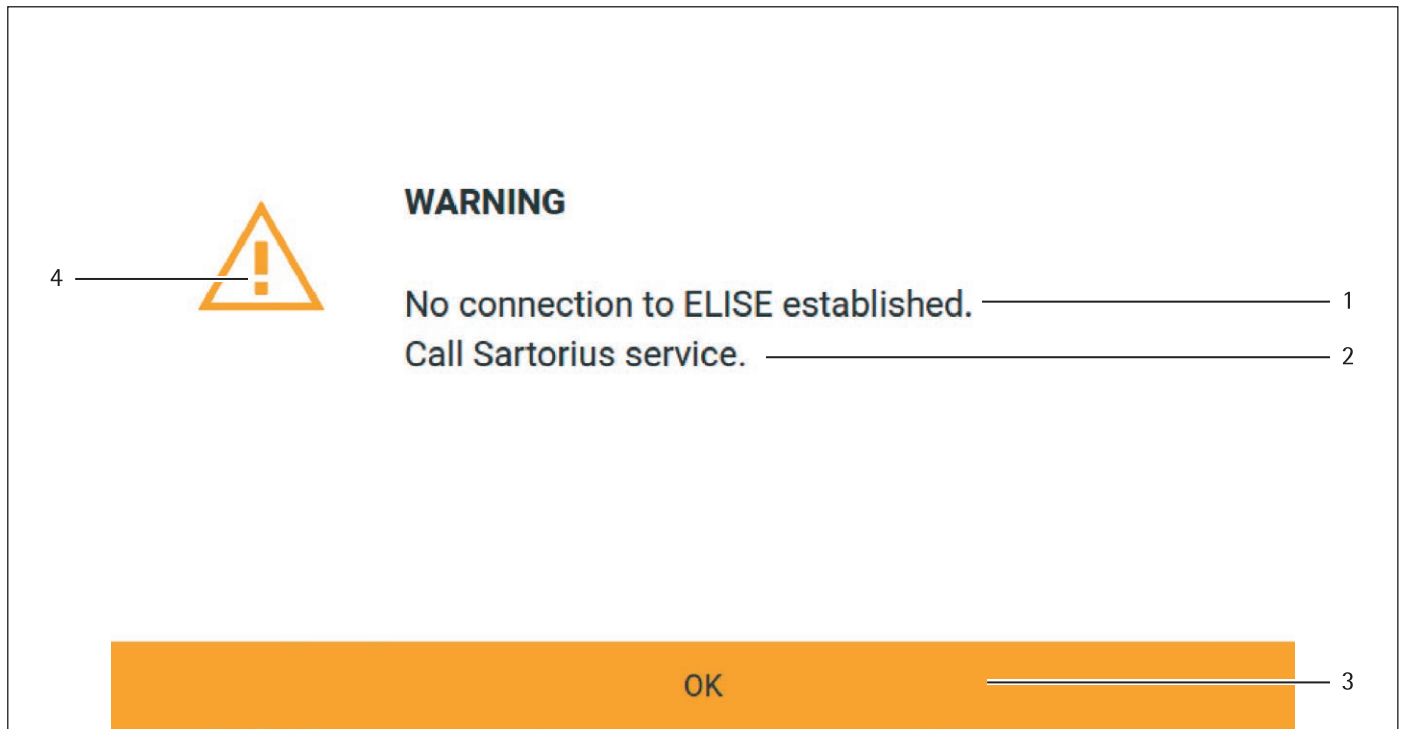 WARNING
4
No connection to ELISE established.
1
Call Sartorius service.
2
OK
3